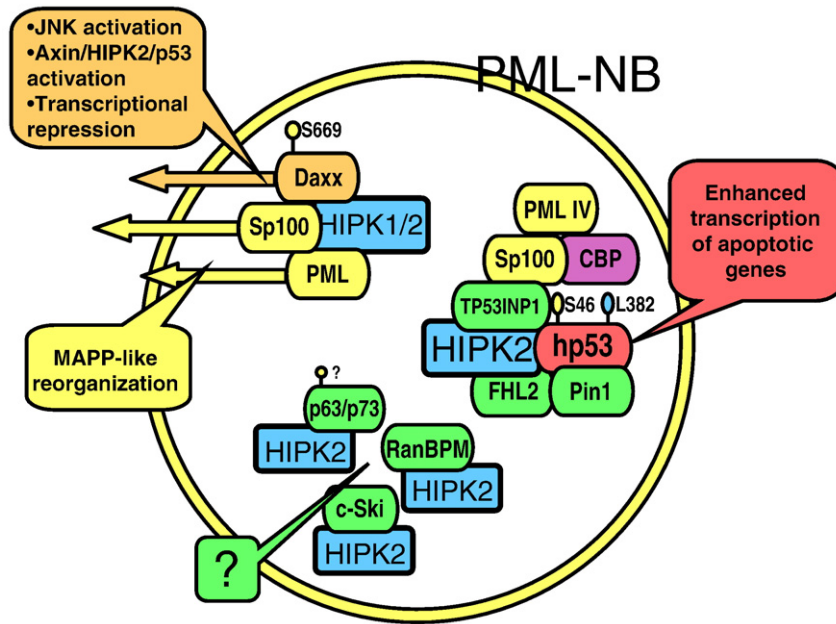 •JNK activation
•Axin/HIPK2/p53
activation
•Transcriptional
repression
PML-NB
S669
Daxx
Sp100
HIPK1/2
PML
MAPP-like
reorganization
PML IV
Sp100
CBP
TP53INP1
S46
L382
HIPK2
hp53
FHL2
Pin1
Enhanced
transcription
of apoptotic
genes
?
p63/p73
HIPK2
RanBPM
HIPK2
c-Ski
HIPK2
?